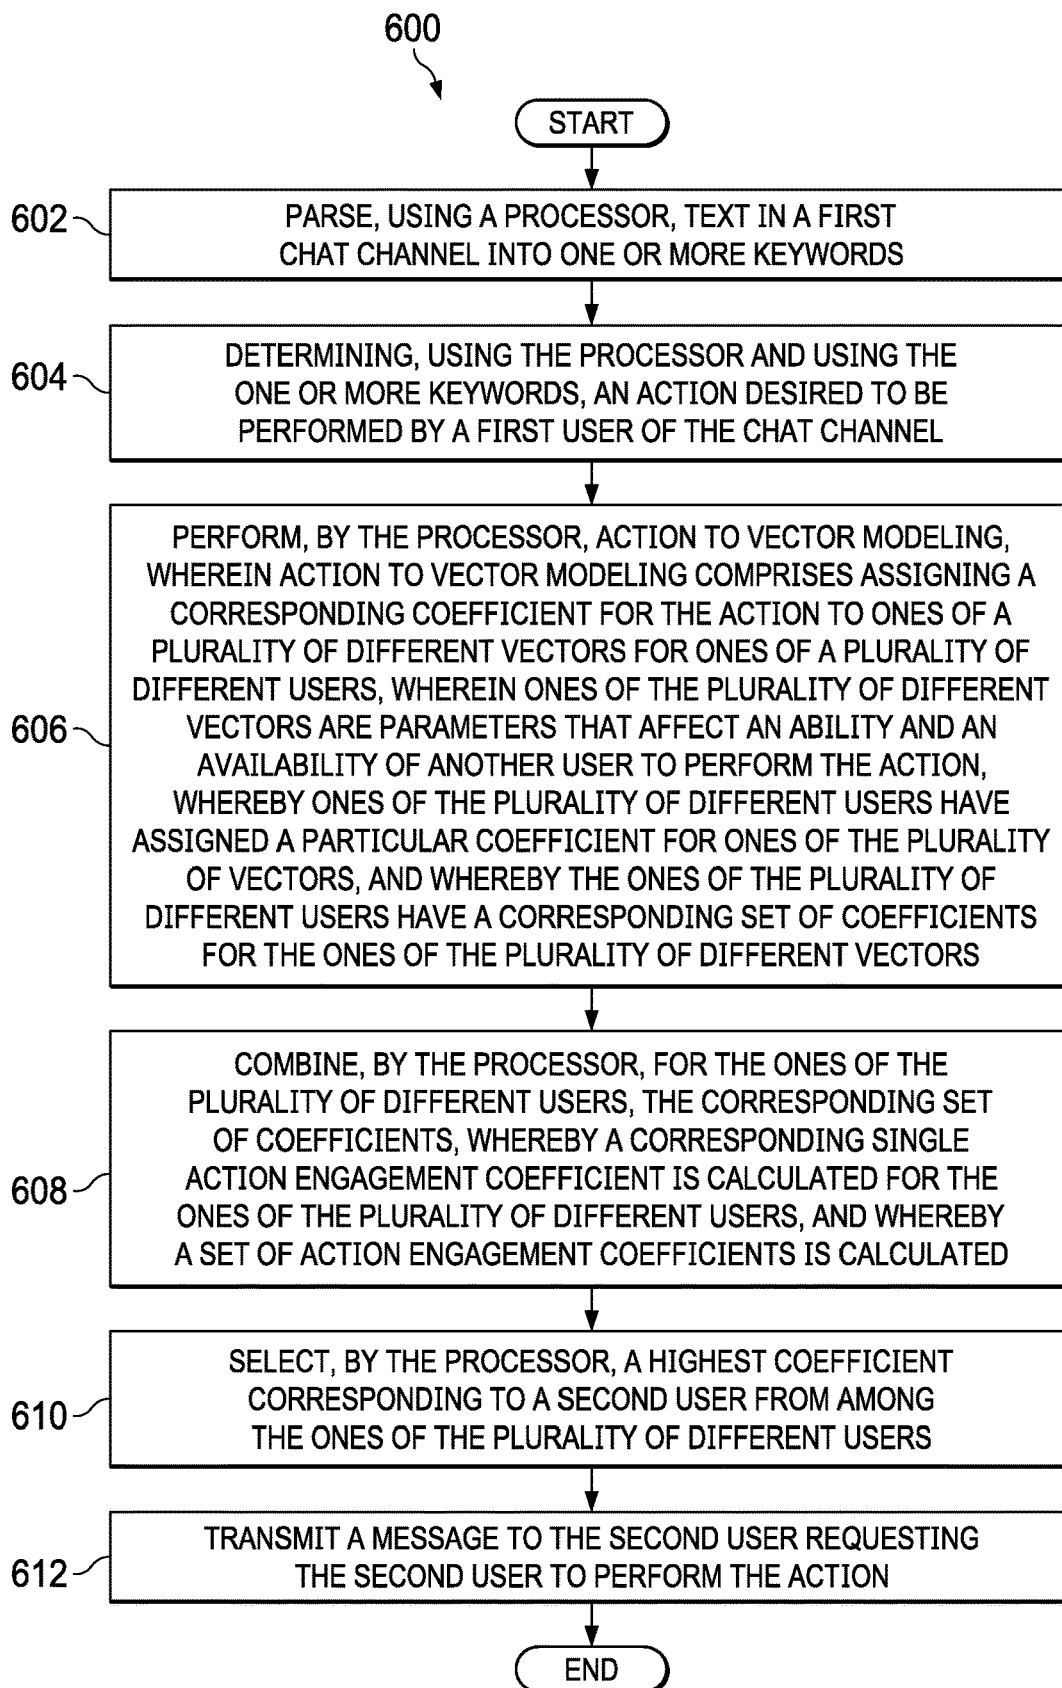 600
START
602
PARSE, USING A PROCESSOR, TEXT IN A FIRST
CHAT CHANNEL INTO ONE OR MORE KEYWORDS
604
DETERMINING, USING THE PROCESSOR AND USING THE
ONE OR MORE KEYWORDS, AN ACTION DESIRED TO BE
PERFORMED BY A FIRST USER OF THE CHAT CHANNEL
606
PERFORM, BY THE PROCESSOR, ACTION TO VECTOR MODELING,
WHEREIN ACTION TO VECTOR MODELING COMPRISES ASSIGNING A
CORRESPONDING COEFFICIENT FOR THE ACTION TO ONES OF A
PLURALITY OF DIFFERENT VECTORS FOR ONES OF A PLURALITY OF
DIFFERENT USERS, WHEREIN ONES OF THE PLURALITY OF DIFFERENT
VECTORS ARE PARAMETERS THAT AFFECT AN ABILITY AND AN
AVAILABILITY OF ANOTHER USER TO PERFORM THE ACTION,
WHEREBY ONES OF THE PLURALITY OF DIFFERENT USERS HAVE
ASSIGNED A PARTICULAR COEFFICIENT FOR ONES OF THE PLURALITY
OF VECTORS, AND WHEREBY THE ONES OF THE PLURALITY OF
DIFFERENT USERS HAVE A CORRESPONDING SET OF COEFFICIENTS
FOR THE ONES OF THE PLURALITY OF DIFFERENT VECTORS
608
COMBINE, BY THE PROCESSOR, FOR THE ONES OF THE
PLURALITY OF DIFFERENT USERS, THE CORRESPONDING SET
OF COEFFICIENTS, WHEREBY A CORRESPONDING SINGLE
ACTION ENGAGEMENT COEFFICIENT IS CALCULATED FOR THE
ONES OF THE PLURALITY OF DIFFERENT USERS, AND WHEREBY
A SET OF ACTION ENGAGEMENT COEFFICIENTS IS CALCULATED
610
SELECT, BY THE PROCESSOR, A HIGHEST COEFFICIENT
CORRESPONDING TO A SECOND USER FROM AMONG
THE ONES OF THE PLURALITY OF DIFFERENT USERS
612
TRANSMIT A MESSAGE TO THE SECOND USER REQUESTING
THE SECOND USER TO PERFORM THE ACTION
END